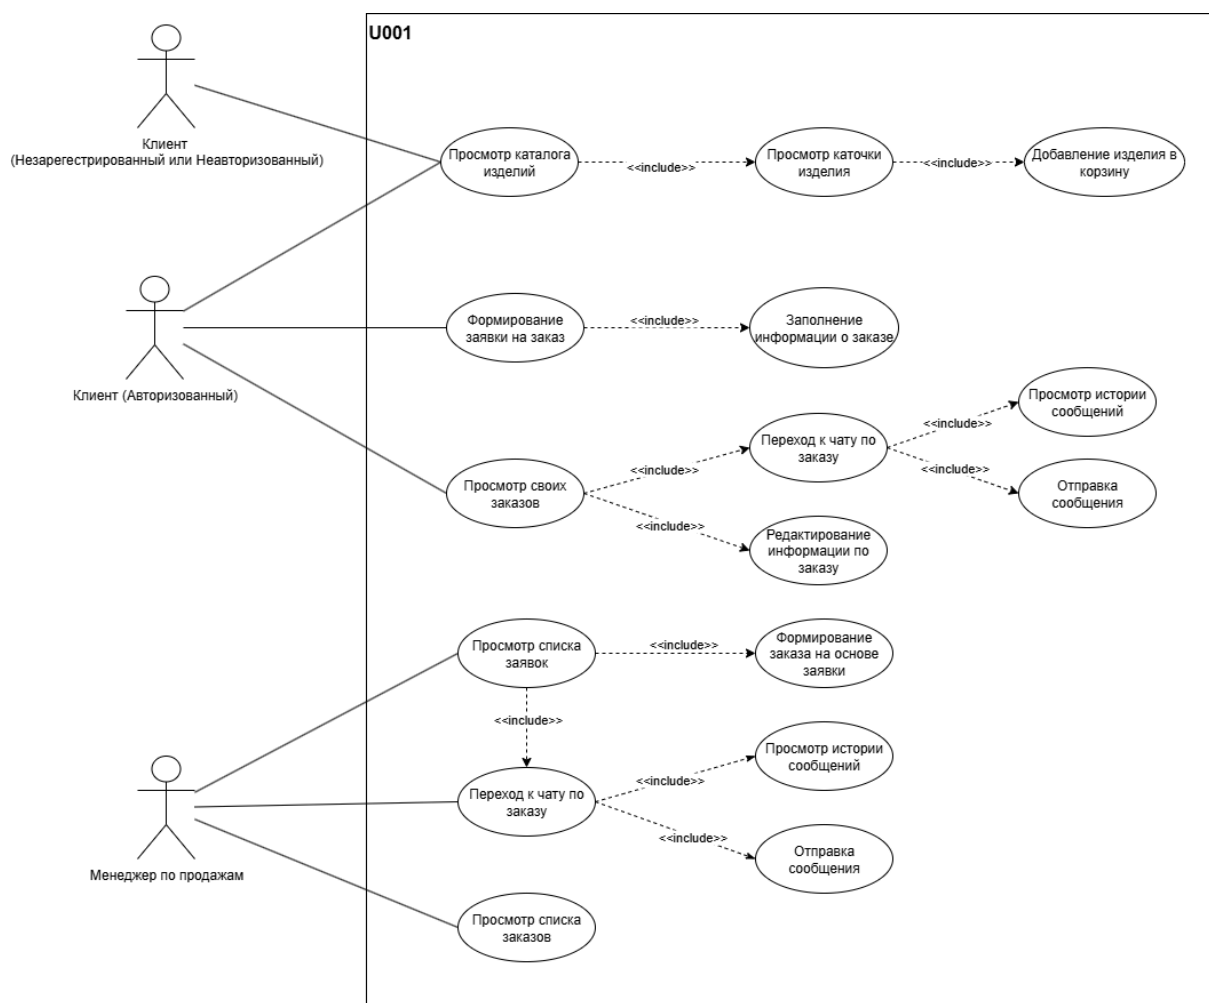 U001
Клиент
(Незарегестрированный или Неавторизованный)
Просмотр каталога
изделий
<<include>>
Просмотр каточки
изделия
<<include>>
Добавление изделия в
корзину
Клиент (Авторизованный)
Формирование
заявки на заказ
<<include>>
Заполнение
информации о заказе
Просмотр своих
заказов
<<include>>
<<include>>
Переход к чату по
заказу
<<include>>
<<include>>
Просмотр истории
сообщений
Отправка
сообщения
Редактирование
информации по
заказу
Просмотр списка
заявок
<<include>>
Формирование
заказа на основе
заявки
<<include>>
Менеджер по продажам
Переход к чату по
заказу
<<include>>
<<include>>
Просмотр истории
сообщений
Отправка
сообщения
Просмотр списка
заказов